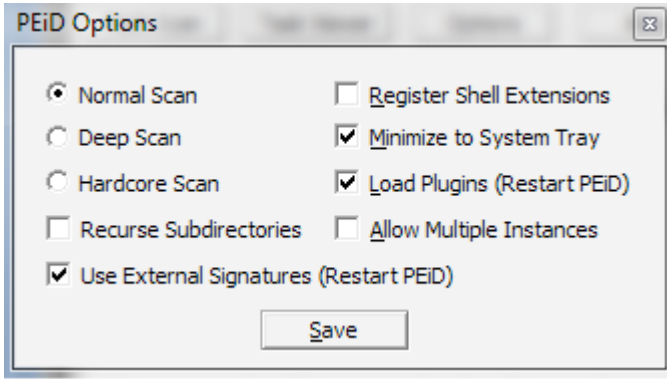 PEiD Options
Normal Scan
Register Shell Extensions
Deep Scan
Minimize to System Tray
Hardcore Scan
Load Plugins (Restart PEiD)
Recurse Subdirectories
Allow Multiple Instances
Use External Signatures (Restart PEiD)
Save